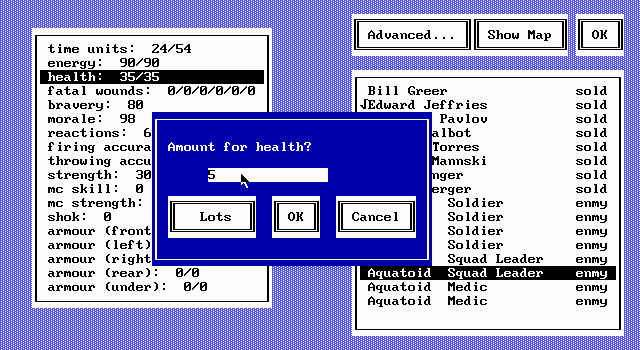 Advanced... Show Map OK
time units: 24/54
energy: 90/90
health: 35/35
fatal wounds: 0/0/0/0/0/0
bravery: 80
morale: 98
reactions: 6
firing accura
throwing accu
strength: 30
mc skill: 0
mc strength:
shok: 0
armour (front
armour (left)
armour (right
armour (rear): 0/0
armour (under): 0/0
Amount for health?
5
Lots OK Cancel
Bill Greer sold
√Edward Jeffries sold
Pavlov sold
albot sold
Torres sold
Mannski sold
nger sold
erger sold
Soldier enmy
Soldier enmy
Soldier enmy
Soldier enmy
Squad Leader enmy
Aquatoid Squad Leader enmy
Aquatoid Medic enmy
Aquatoid Medic enmy